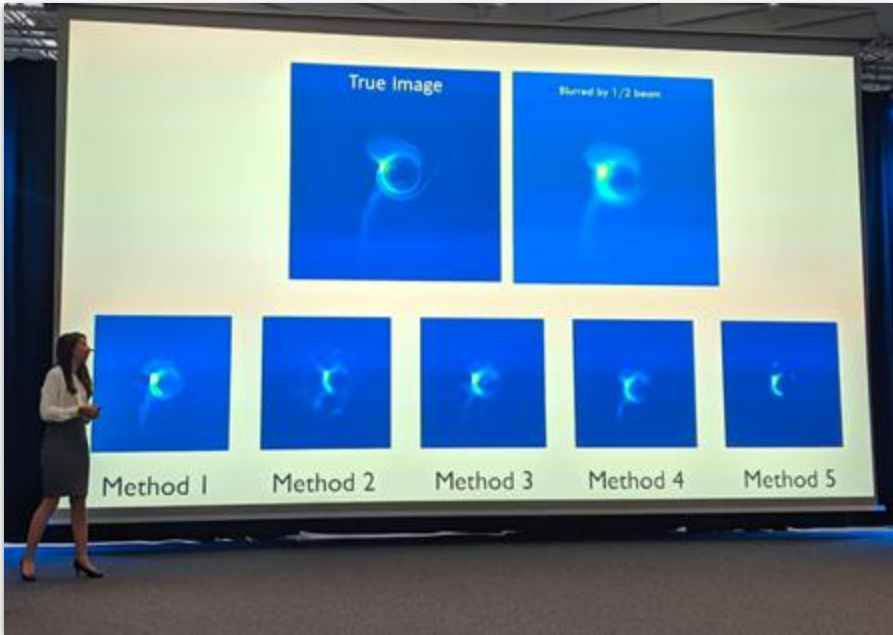 True Image
Blurred by 1/2 beam
Method 1
Method 2
Method 3
Method 4
Method 5